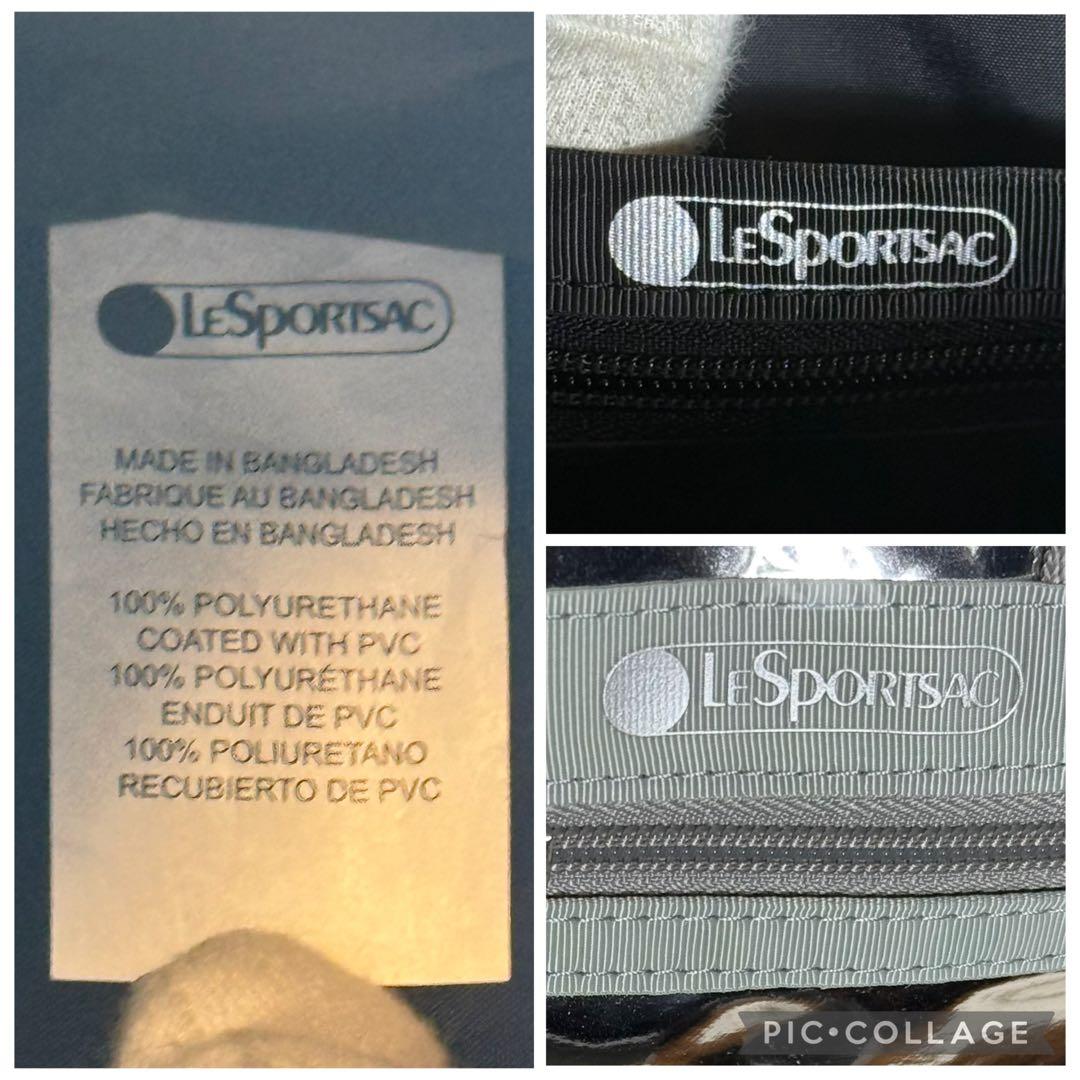 LeSportsac
MADE IN BANGLADESH
FABRIQUE AU BANGLADESH
HECHO EN BANGLADESH
100% POLYURETHANE
COATED WITH PVC
100% POLYURÉTHANE
ENDUIT DE PVC
100% POLIURETANO
RECUBIERTO DE PVC
LeSportsac
LeSportsac
PIC•COLLAGE